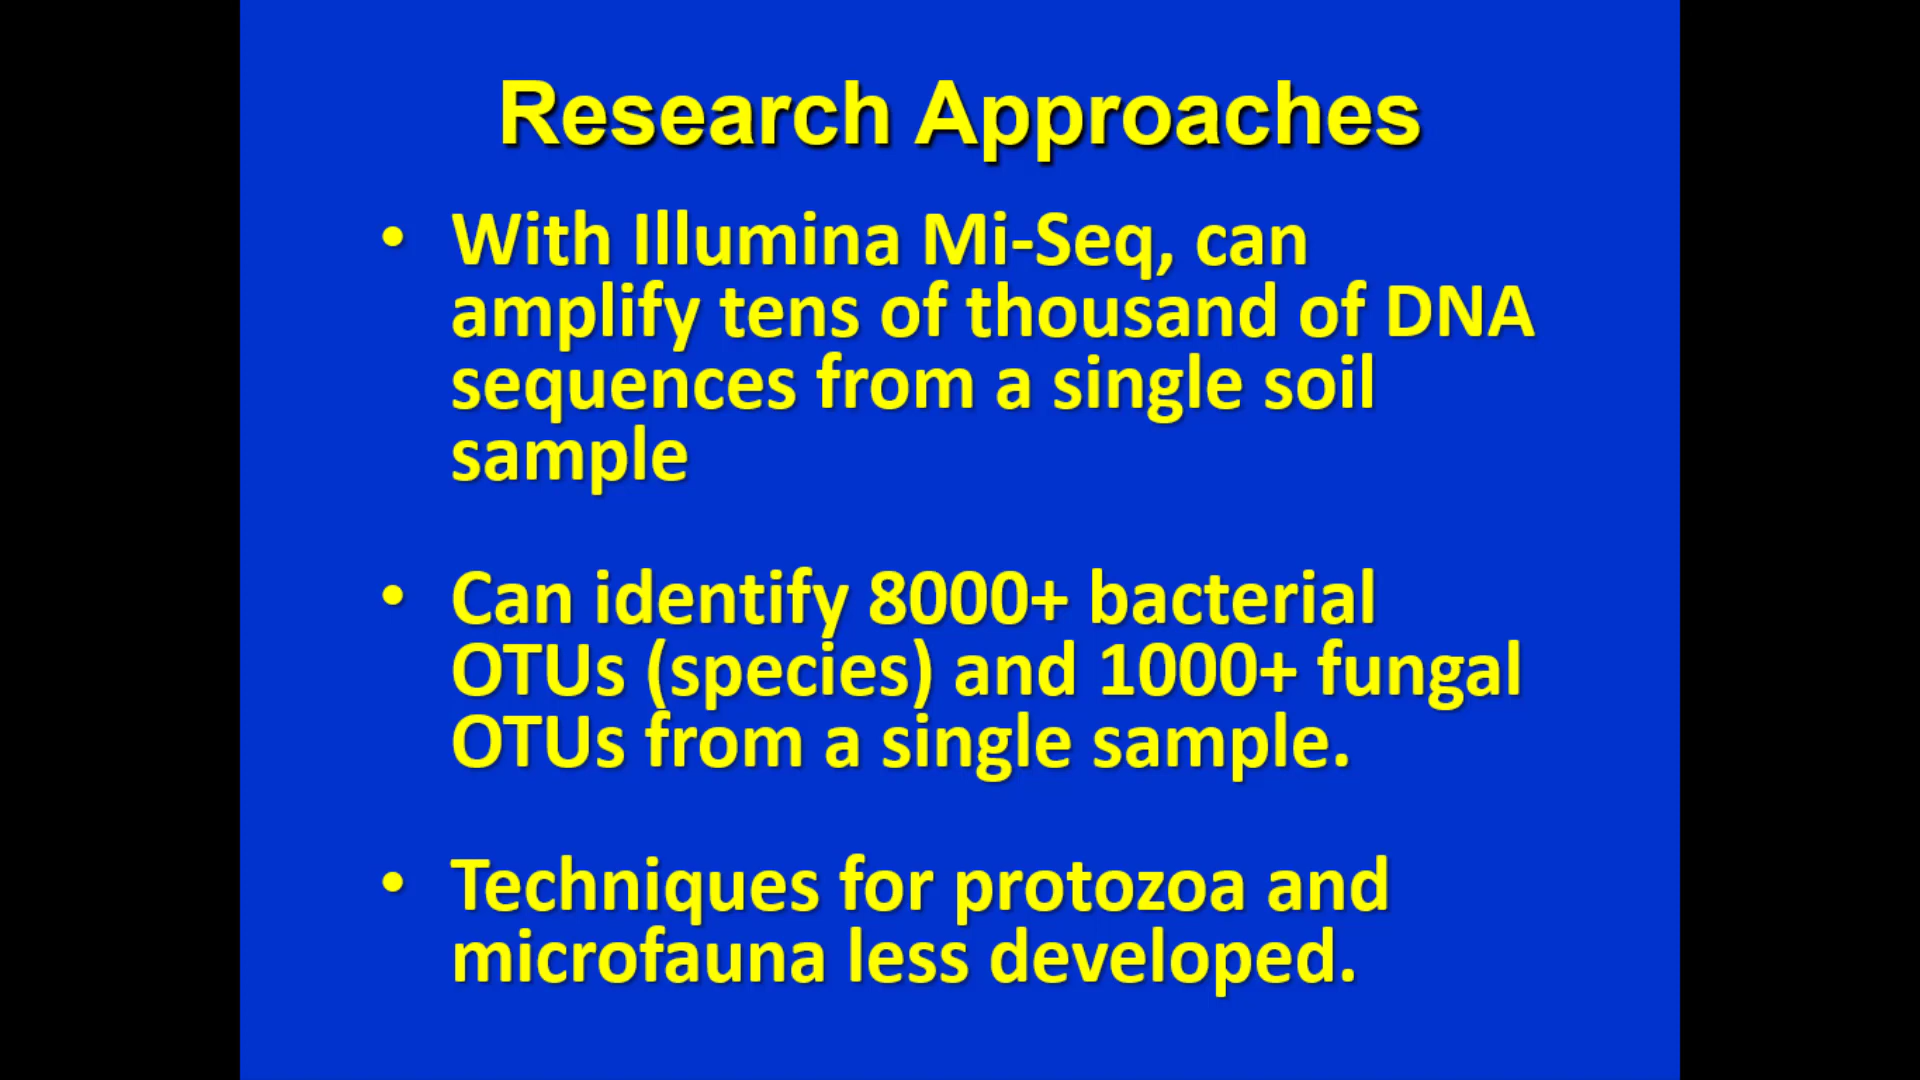 Research Approaches
• With Illumina Mi-Seq, can
amplify tens of thousand of DNA
sequences from a single soil
sample
• Can identify 8000+ bacterial
OTUs (species) and 1000+ fungal
OTUs from a single sample.
• Techniques for protozoa and
microfauna less developed.